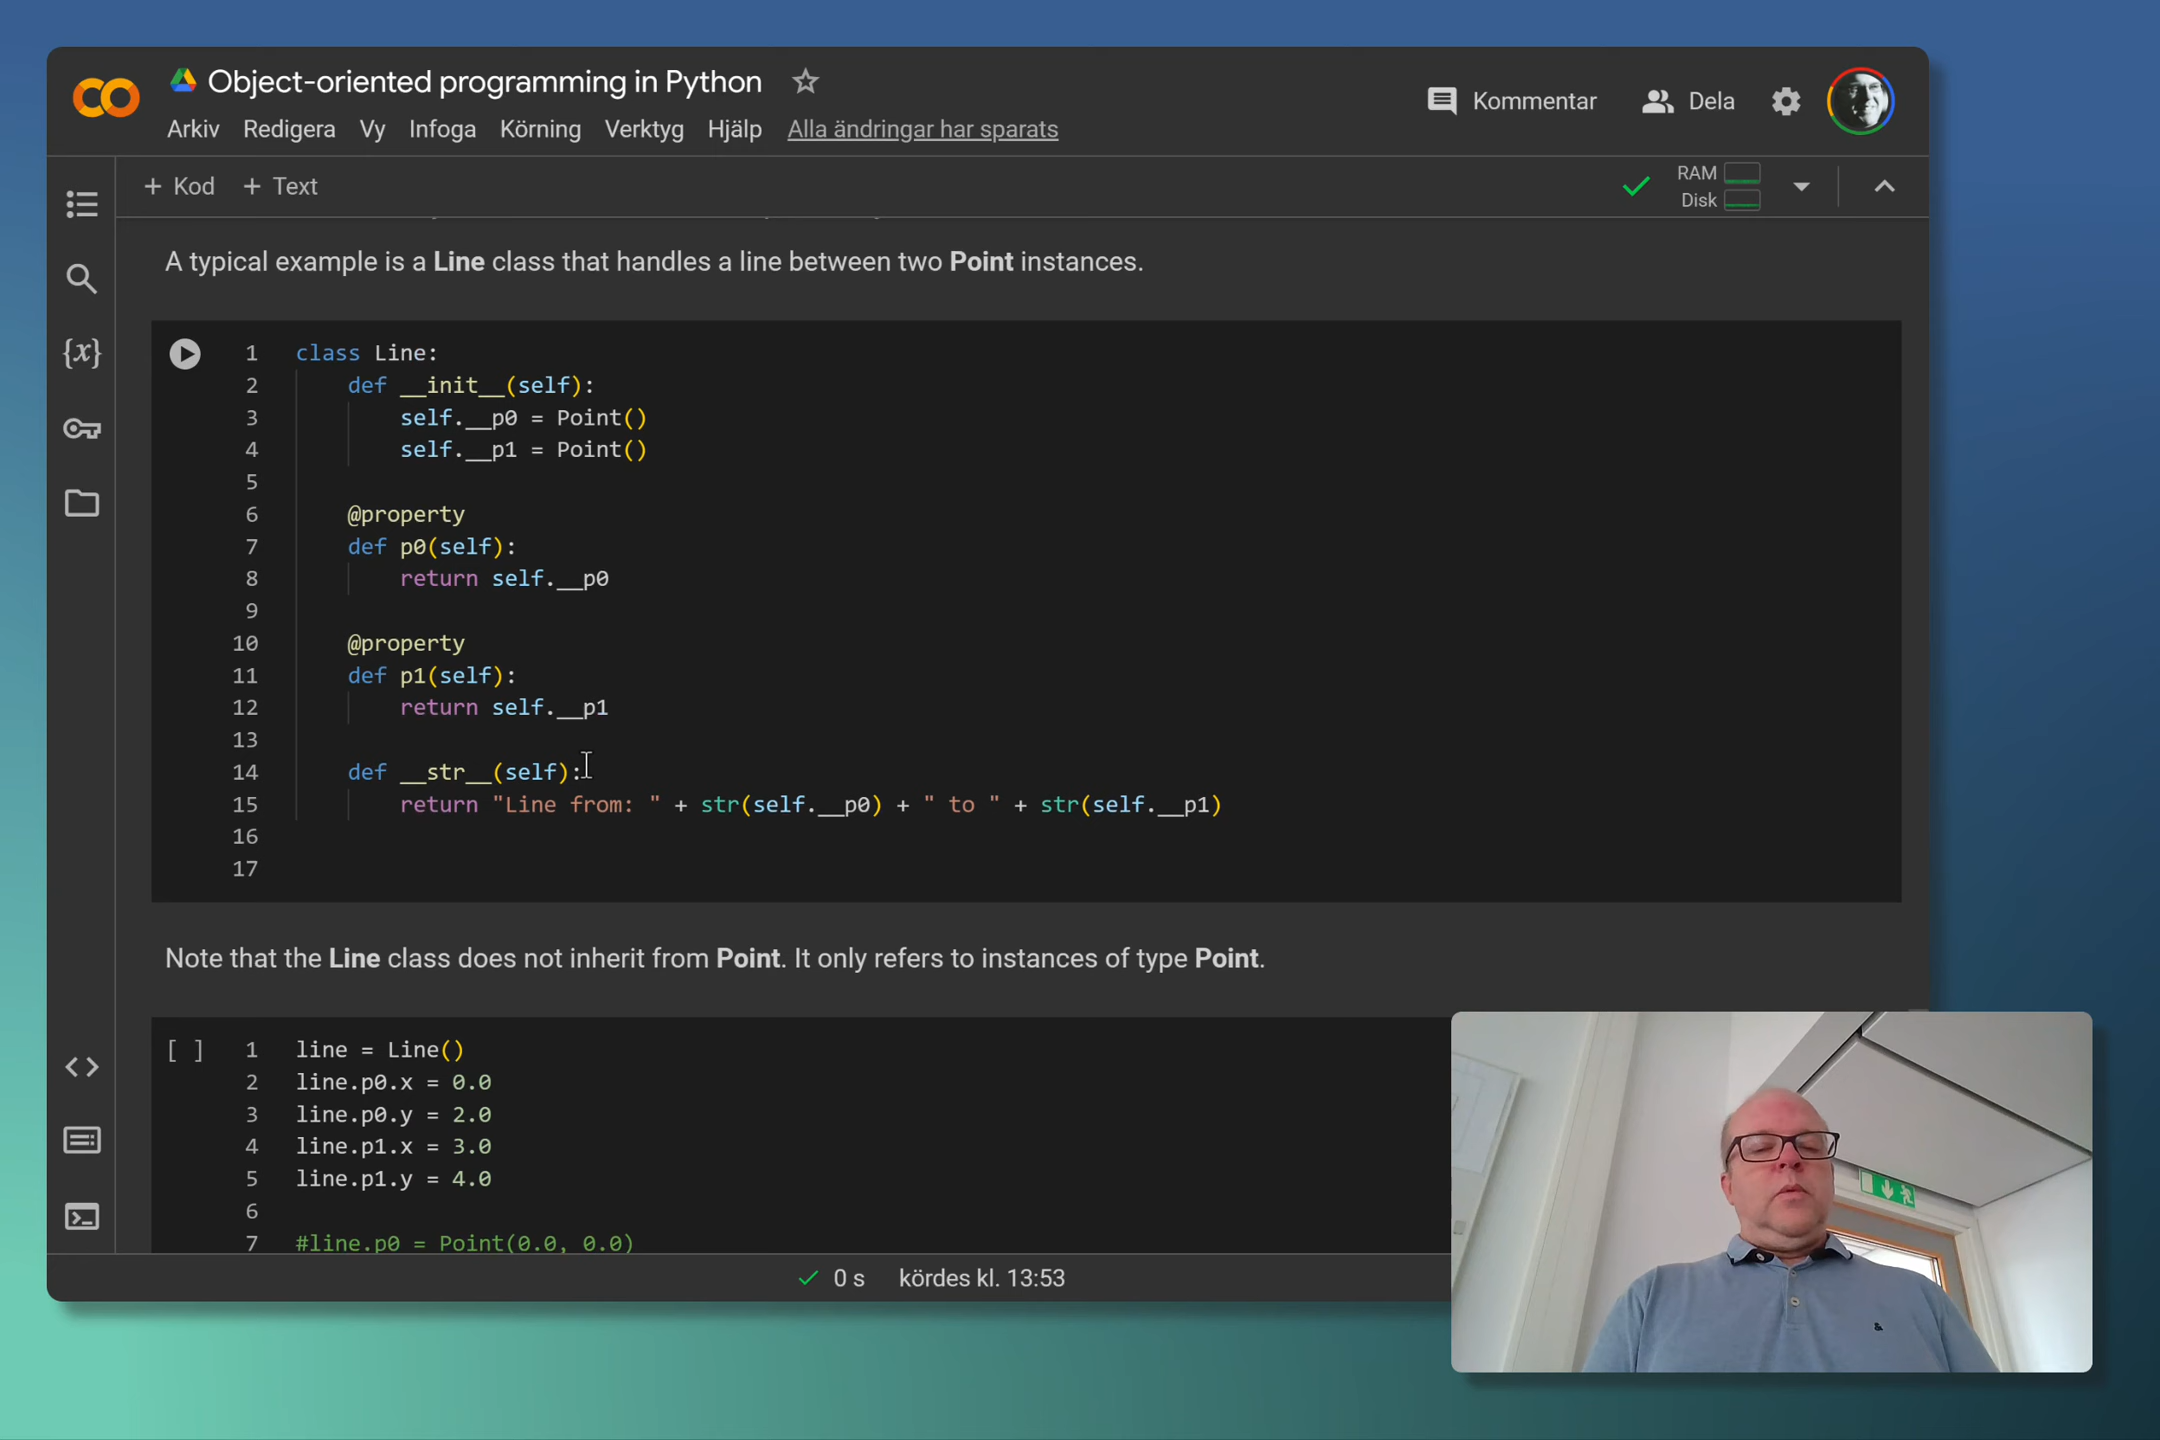 Object-oriented programming in Python
Arkiv Redigera Vy Infoga Körning Verktyg Hjälp Alla ändringar har sparats
Kommentar Dela
+ Kod + Text
RAM
Disk
A typical example is a Line class that handles a line between two Point instances.
1 class Line:
2 def __init__(self):
3 self.__p0 = Point()
4 self.__p1 = Point()
5
6 @property
7 def p0(self):
8 return self.__p0
9
10 @property
11 def p1(self):
12 return self.__p1
13
14 def __str__(self):
15 return "Line from: " + str(self.__p0) + " to " + str(self.__p1)
16
17
Note that the Line class does not inherit from Point. It only refers to instances of type Point.
[ ] 1 line = Line()
2 line.p0.x = 0.0
3 line.p0.y = 2.0
4 line.p1.x = 3.0
5 line.p1.y = 4.0
6
7 #line.p0 = Point(0.0, 0.0)
0 s kördes kl. 13:53